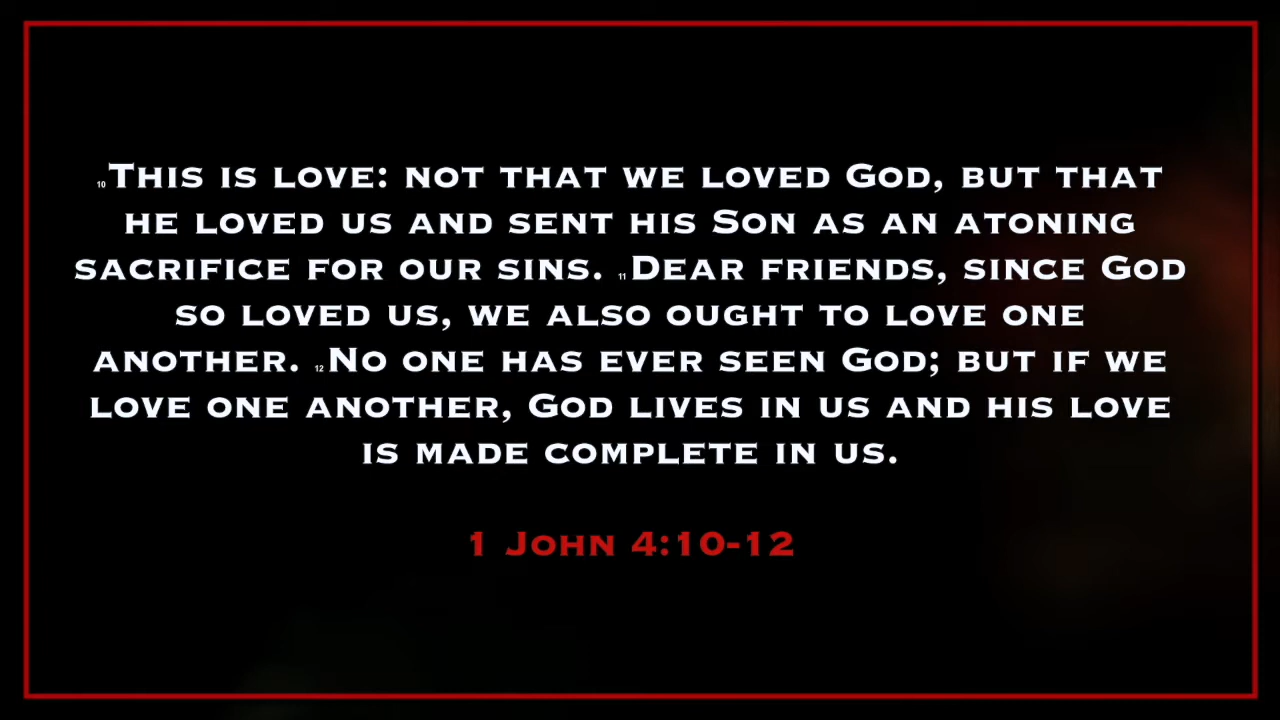 10This is love: not that we loved God, but that
he loved us and sent his Son as an atoning
sacrifice for our sins. 11Dear friends, since God
so loved us, we also ought to love one
another. 12No one has ever seen God; but if we
love one another, God lives in us and his love
is made complete in us.
1 John 4:10-12